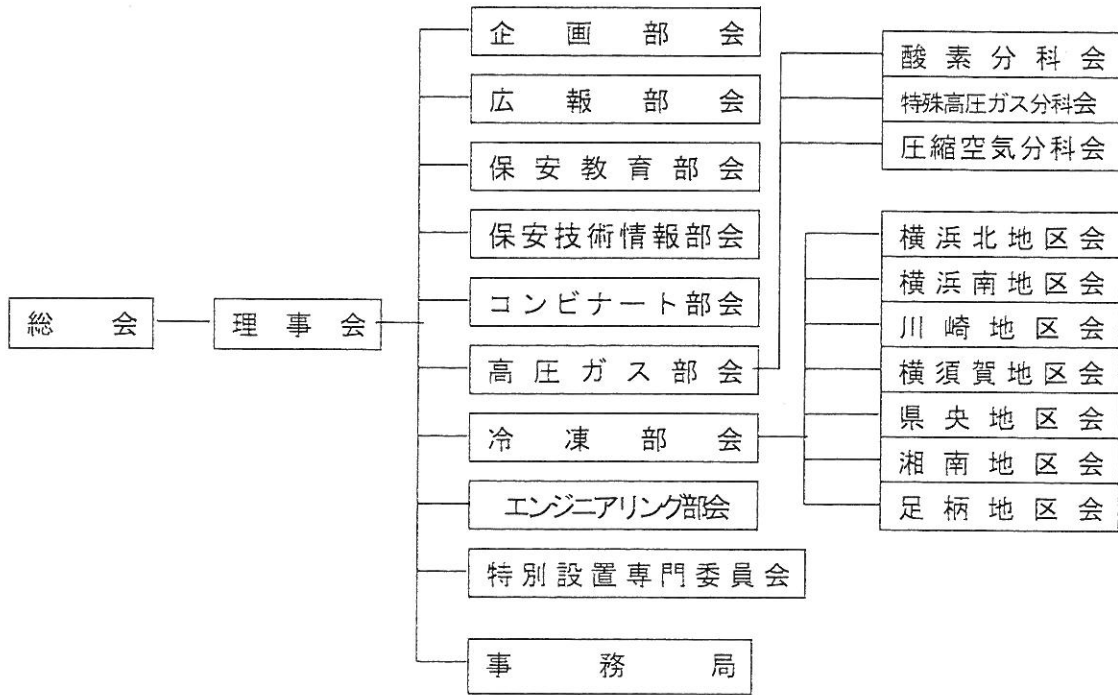 総会
理事会
企画部会
広報部会
保安教育部会
保安技術情報部会
コンビナート部会
高圧ガス部会
冷凍部会
エンジニアリング部会
特別設置専門委員会
事務局
酸素分科会
特殊高圧ガス分科会
圧縮空気分科会
横浜北地区会
横浜南地区会
川崎地区会
横須賀地区会
県央地区会
湘南地区会
足柄地区会